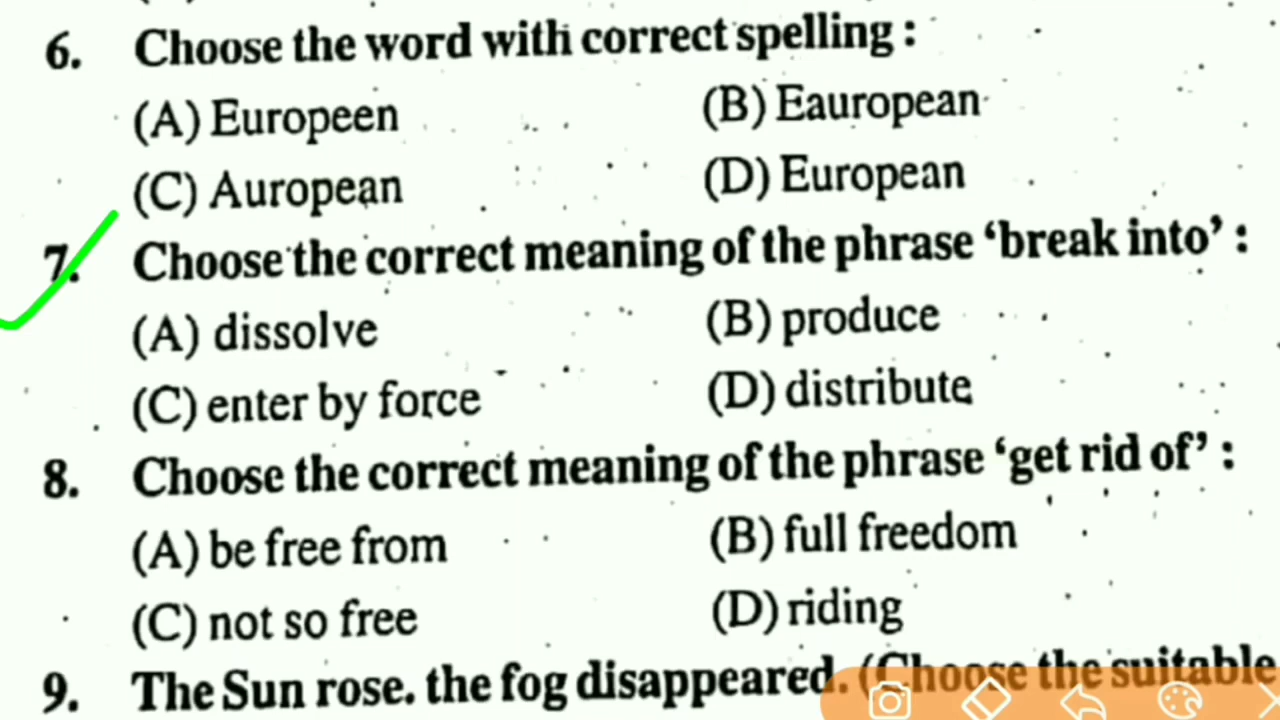 6. Choose the word with correct spelling :
(A) Europeen (B) Eauropean
(C) Auropean (D) European
7. Choose the correct meaning of the phrase ‘break into’ :
(A) dissolve (B) produce
(C) enter by force (D) distribute
8. Choose the correct meaning of the phrase ‘get rid of’ :
(A) be free from (B) full freedom
(C) not so free (D) riding
9. The Sun rose. the fog disappeared. (Choose the suitable